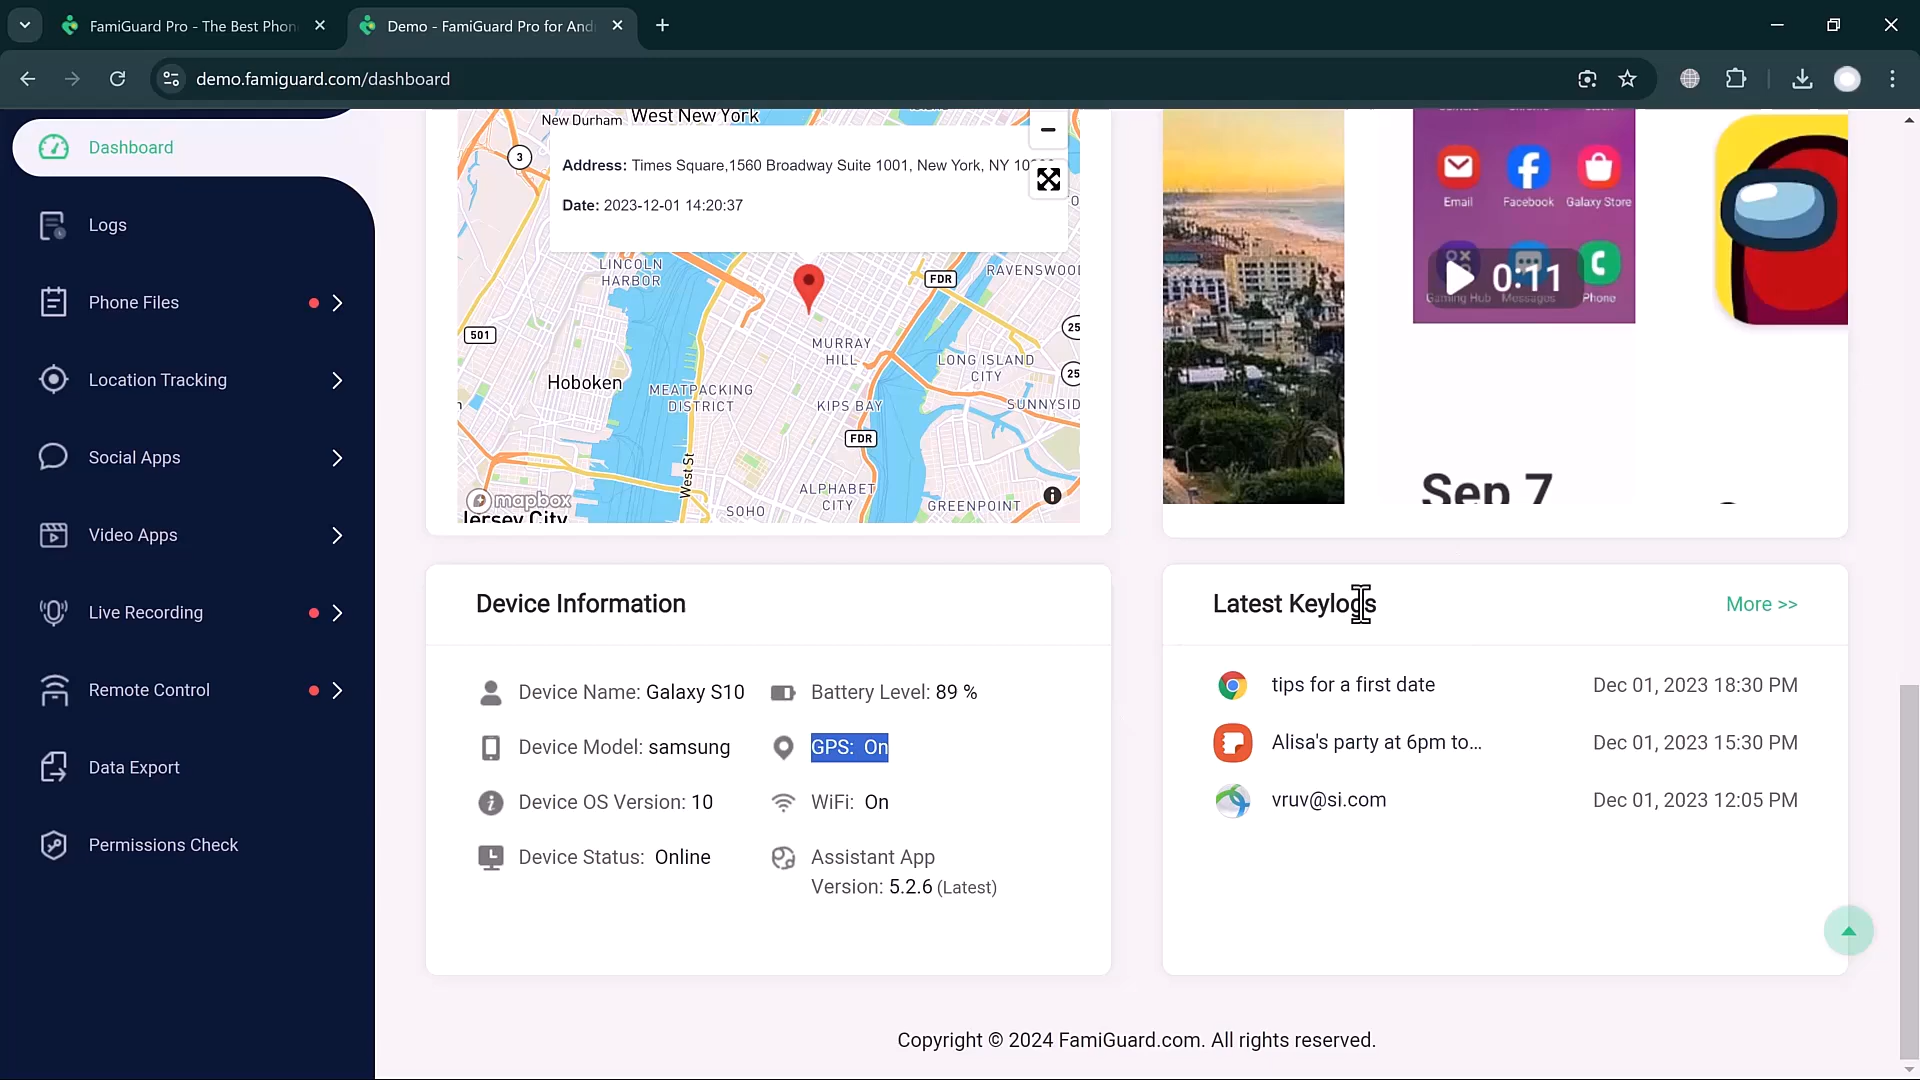 FamiGuard Pro - The Best Phon
Demo - FamiGuard Pro for And
demo.famiguard.com/dashboard
Dashboard
Logs
Phone Files
Location Tracking
Social Apps
Video Apps
Live Recording
Remote Control
Data Export
Permissions Check
New Durham
West New York
3
Address: Times Square,1560 Broadway Suite 1001, New York, NY 10
Date: 2023-12-01 14:20:37
LINCOLN
HARBOR
FDR
RAVENSWOOD
501
25
MURRAY
HILL
LONG ISLAND
CITY
25
Hoboken
MEATPACKING
DISTRICT
KIPS BAY
SUNNYSID
FDR
West St
ALPHABET
CITY
mapbox
GREENPOINT
SOHO
Jersey City
Email
Facebook
Galaxy Store
0:11
Gaming Hub
Messages
Phone
Sep 7
Device Information
Device Name: Galaxy S10
Battery Level: 89 %
Device Model: samsung
GPS: On
Device OS Version: 10
WiFi: On
Device Status: Online
Assistant App
Version: 5.2.6 (Latest)
Latest Keylogs
More >>
tips for a first date
Dec 01, 2023 18:30 PM
Alisa's party at 6pm to...
Dec 01, 2023 15:30 PM
vruv@si.com
Dec 01, 2023 12:05 PM
Copyright © 2024 FamiGuard.com. All rights reserved.